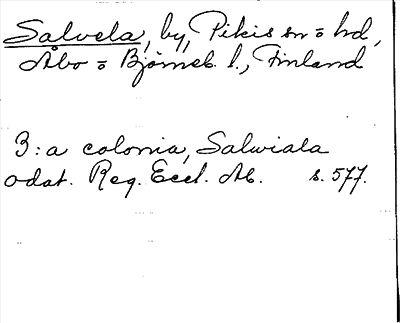 Salvela, by, Pikis sn o hd,
Åbo o Björneb. l., Finland
3:a colonia, Salwiala
odat. Reg. Eccl. Ab. s. 577.